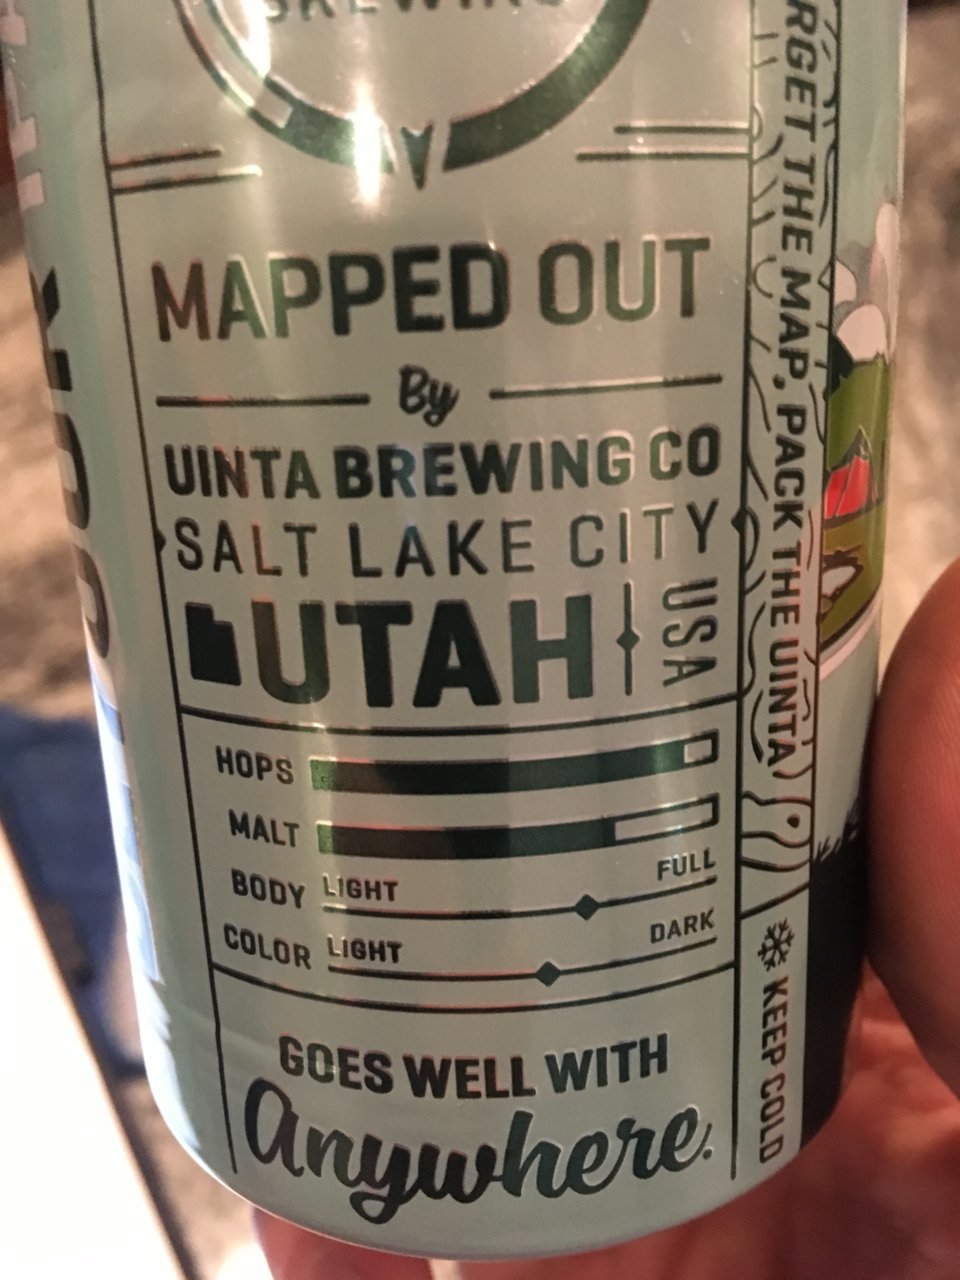 BREWING
MAPPED OUT
By
UINTA BREWING CO
SALT LAKE CITY
UTAH USA
HOPS
MALT
BODY LIGHT FULL
COLOR LIGHT DARK
GOES WELL WITH
Anywhere.
THE MAP. PACK THE UINTA
KEEP COLD